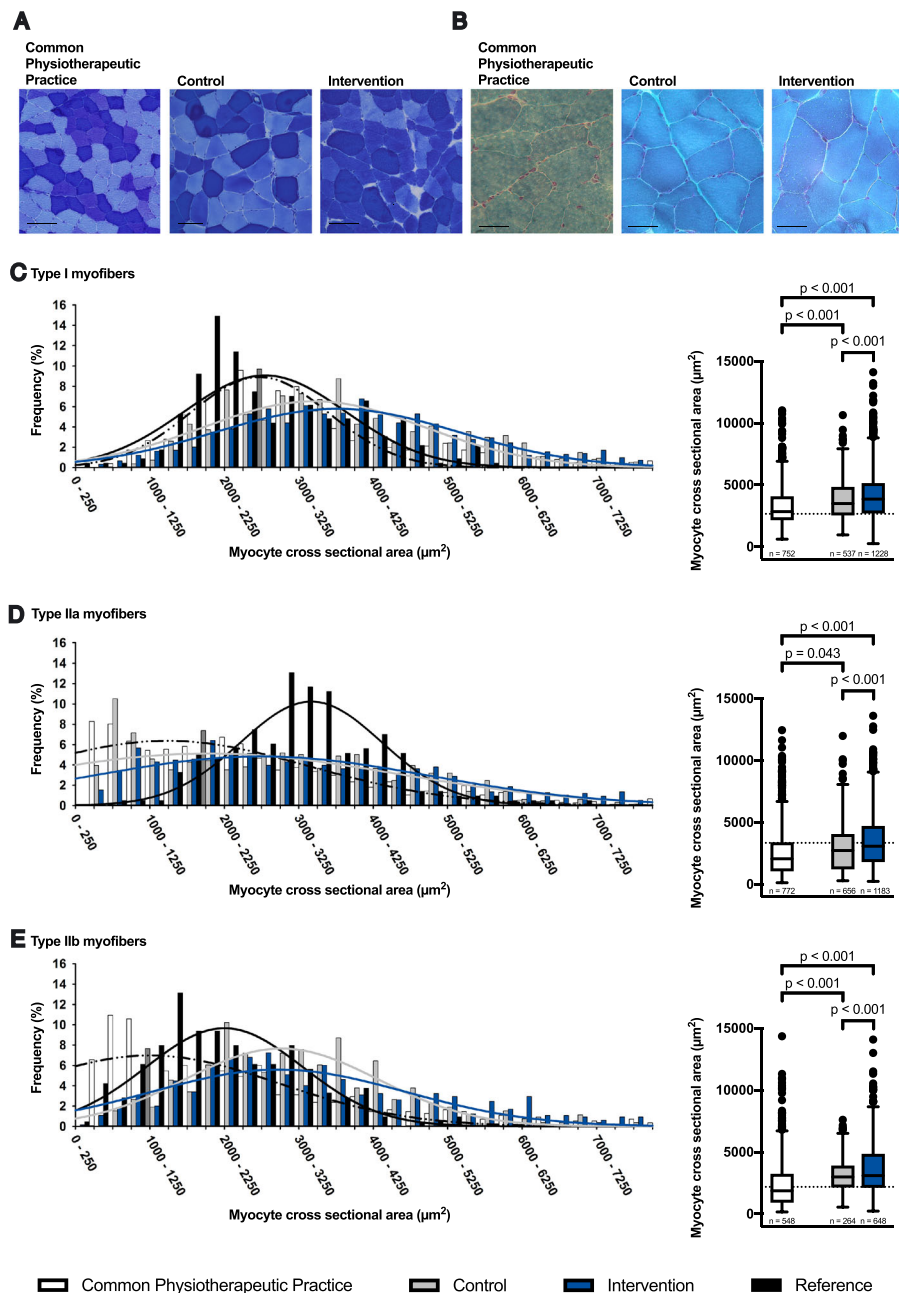 A
B
Common
Physiotherapeutic
Practice
Control
Intervention
Common
Physiotherapeutic
Practice
Control
Intervention
C Type I myofibers
Frequency (%)
16
14
12
10
8
6
4
2
0
0 - 250
1000 - 1250
2000 - 2250
3000 - 3250
4000 - 4250
5000 - 5250
6000 - 6250
7000 - 7250
Myocyte cross sectional area (µm²)
p < 0.001
p < 0.001
p < 0.001
Myocyte cross sectional area (µm²)
15000
10000
5000
0
n = 752
n = 537
n = 1228
D Type IIa myofibers
Frequency (%)
16
14
12
10
8
6
4
2
0
0 - 250
1000 - 1250
2000 - 2250
3000 - 3250
4000 - 4250
5000 - 5250
6000 - 6250
7000 - 7250
Myocyte cross sectional area (µm²)
p < 0.001
p = 0.043
p < 0.001
Myocyte cross sectional area (µm²)
15000
10000
5000
0
n = 772
n = 656
n = 1183
E Type IIb myofibers
Frequency (%)
16
14
12
10
8
6
4
2
0
0 - 250
1000 - 1250
2000 - 2250
3000 - 3250
4000 - 4250
5000 - 5250
6000 - 6250
7000 - 7250
Myocyte cross sectional area (µm²)
p < 0.001
p < 0.001
p < 0.001
Myocyte cross sectional area (µm²)
15000
10000
5000
0
n = 548
n = 264
n = 648
Common Physiotherapeutic Practice
Control
Intervention
Reference